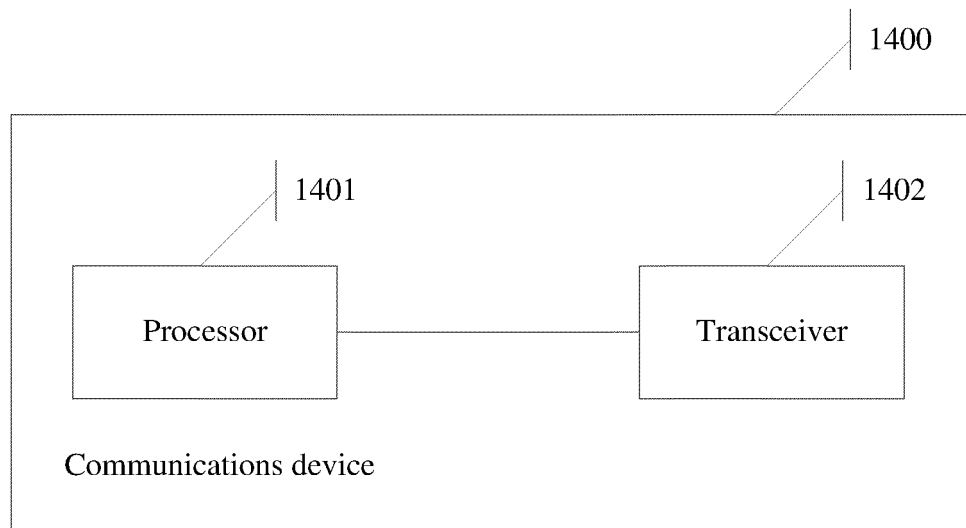 1400
1401
1402
Processor
Transceiver
Communications device